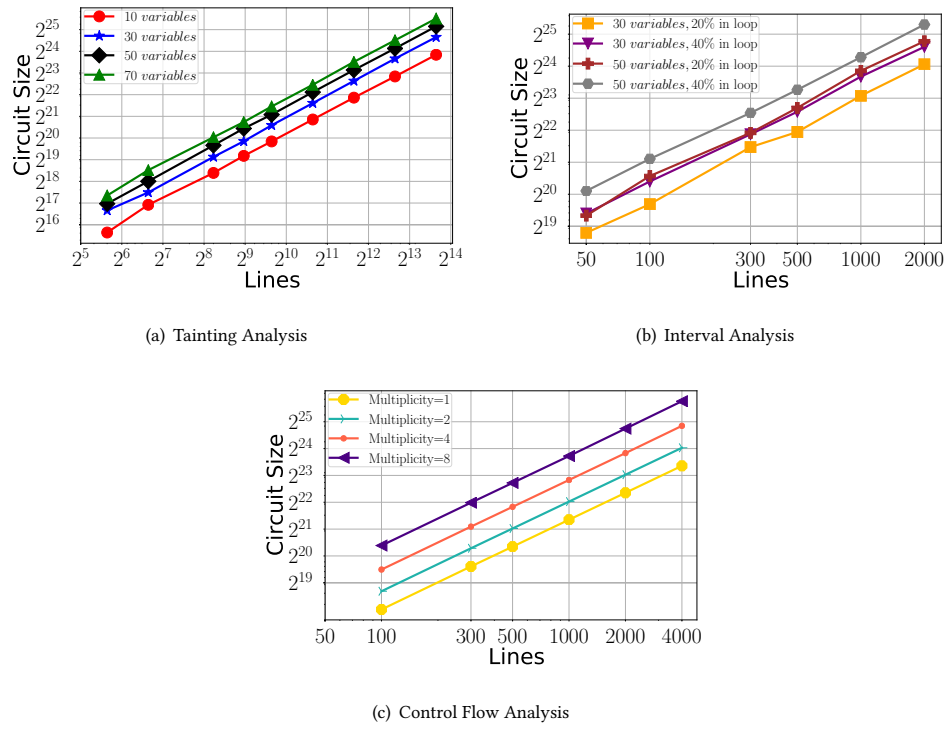 10 variables
30 variables
50 variables
70 variables
Circuit Size
2^25
2^24
2^23
2^22
2^21
2^20
2^19
2^18
2^17
2^16
2^5 2^6 2^7 2^8 2^9 2^10 2^11 2^12 2^13 2^14
Lines
(a) Tainting Analysis
30 variables, 20% in loop
30 variables, 40% in loop
50 variables, 20% in loop
50 variables, 40% in loop
Circuit Size
2^25
2^24
2^23
2^22
2^21
2^20
2^19
50 100 300 500 1000 2000
Lines
(b) Interval Analysis
Multiplicity=1
Multiplicity=2
Multiplicity=4
Multiplicity=8
Circuit Size
2^25
2^24
2^23
2^22
2^21
2^20
2^19
50 100 300 500 1000 2000 4000
Lines
(c) Control Flow Analysis